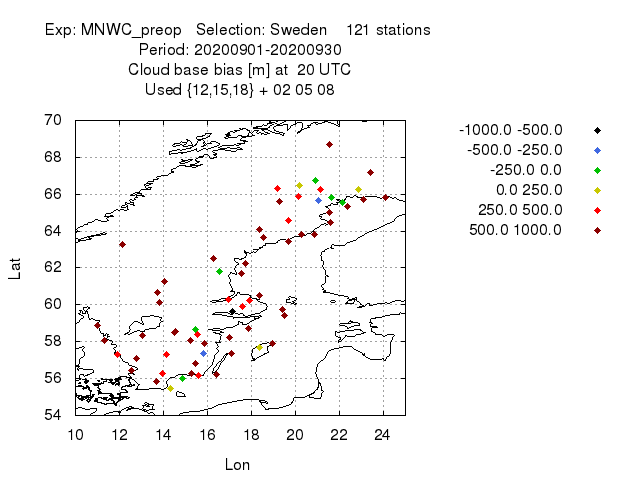 Exp: MNWC_preop   Selection: Sweden    121 stations
Period: 20200901-20200930
Cloud base bias [m] at  20 UTC
Used {12,15,18} + 02 05 08
-1000.0 -500.0
-500.0 -250.0
-250.0 0.0
0.0 250.0
250.0 500.0
500.0 1000.0
70
68
66
64
62
60
58
56
54
Lat
10 12 14 16 18 20 22 24
Lon